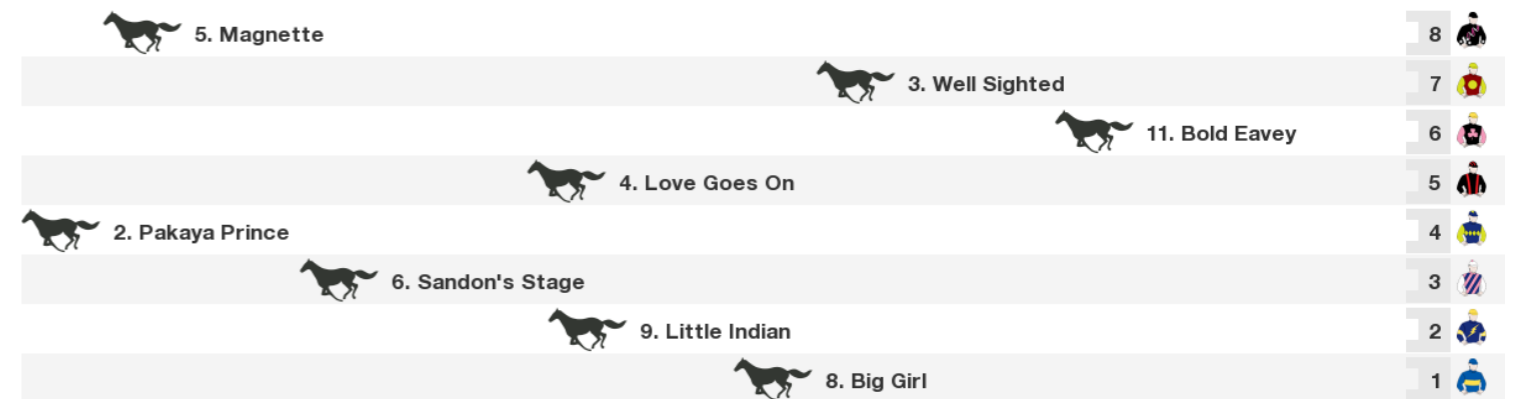 5. Magnette 8
3. Well Sighted 7
11. Bold Eavey 6
4. Love Goes On 5
2. Pakaya Prince 4
6. Sandon's Stage 3
9. Little Indian 2
8. Big Girl 1